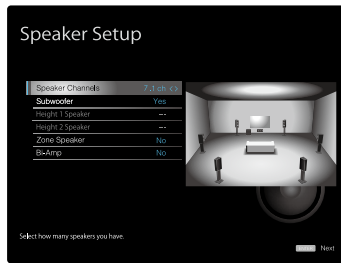 Speaker Setup
Speaker Channels 7.1 ch < >
Subwoofer Yes
Height 1 Speaker ---
Height 2 Speaker ---
Zone Speaker No
Bi-Amp No
Select how many speakers you have.
Next